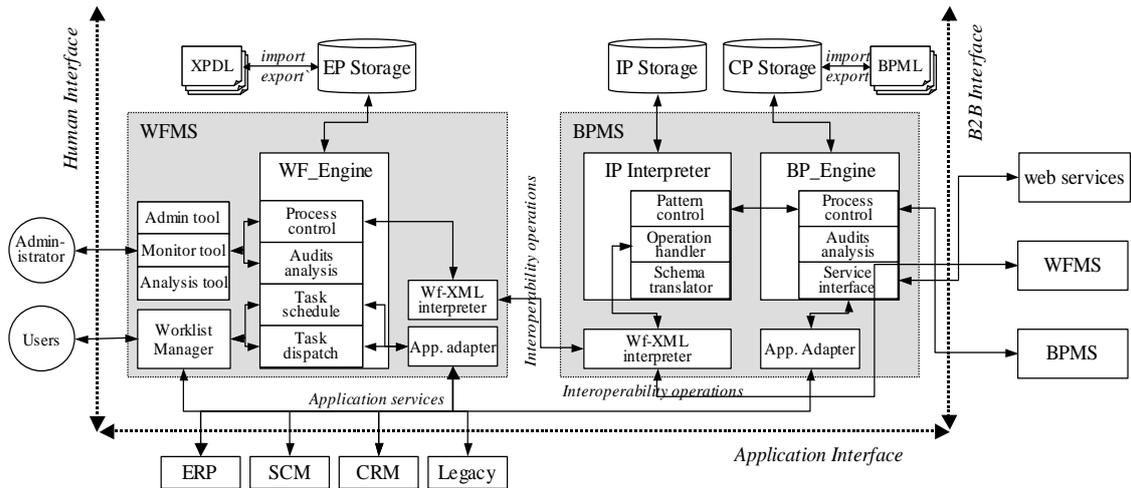 Human Interface
B2B Interface
XPDL
import
export`
EP Storage
IP Storage
CP Storage
import
export
BPML
WFMS
WF_Engine
Process
control
Audits
analysis
Task
schedule
Task
dispatch
Admin tool
Monitor tool
Analysis tool
Worklist
Manager
Wf-XML
interpreter
App. adapter
Admini-
strator
Users
Interoperability operations
BPMS
IP Interpreter
Pattern
control
Operation
handler
Schema
translator
BP_Engine
Process
control
Audits
analysis
Service
interface
Wf-XML
interpreter
App. Adapter
web services
WFMS
BPMS
Application services
Interoperability operations
Application Interface
ERP
SCM
CRM
Legacy